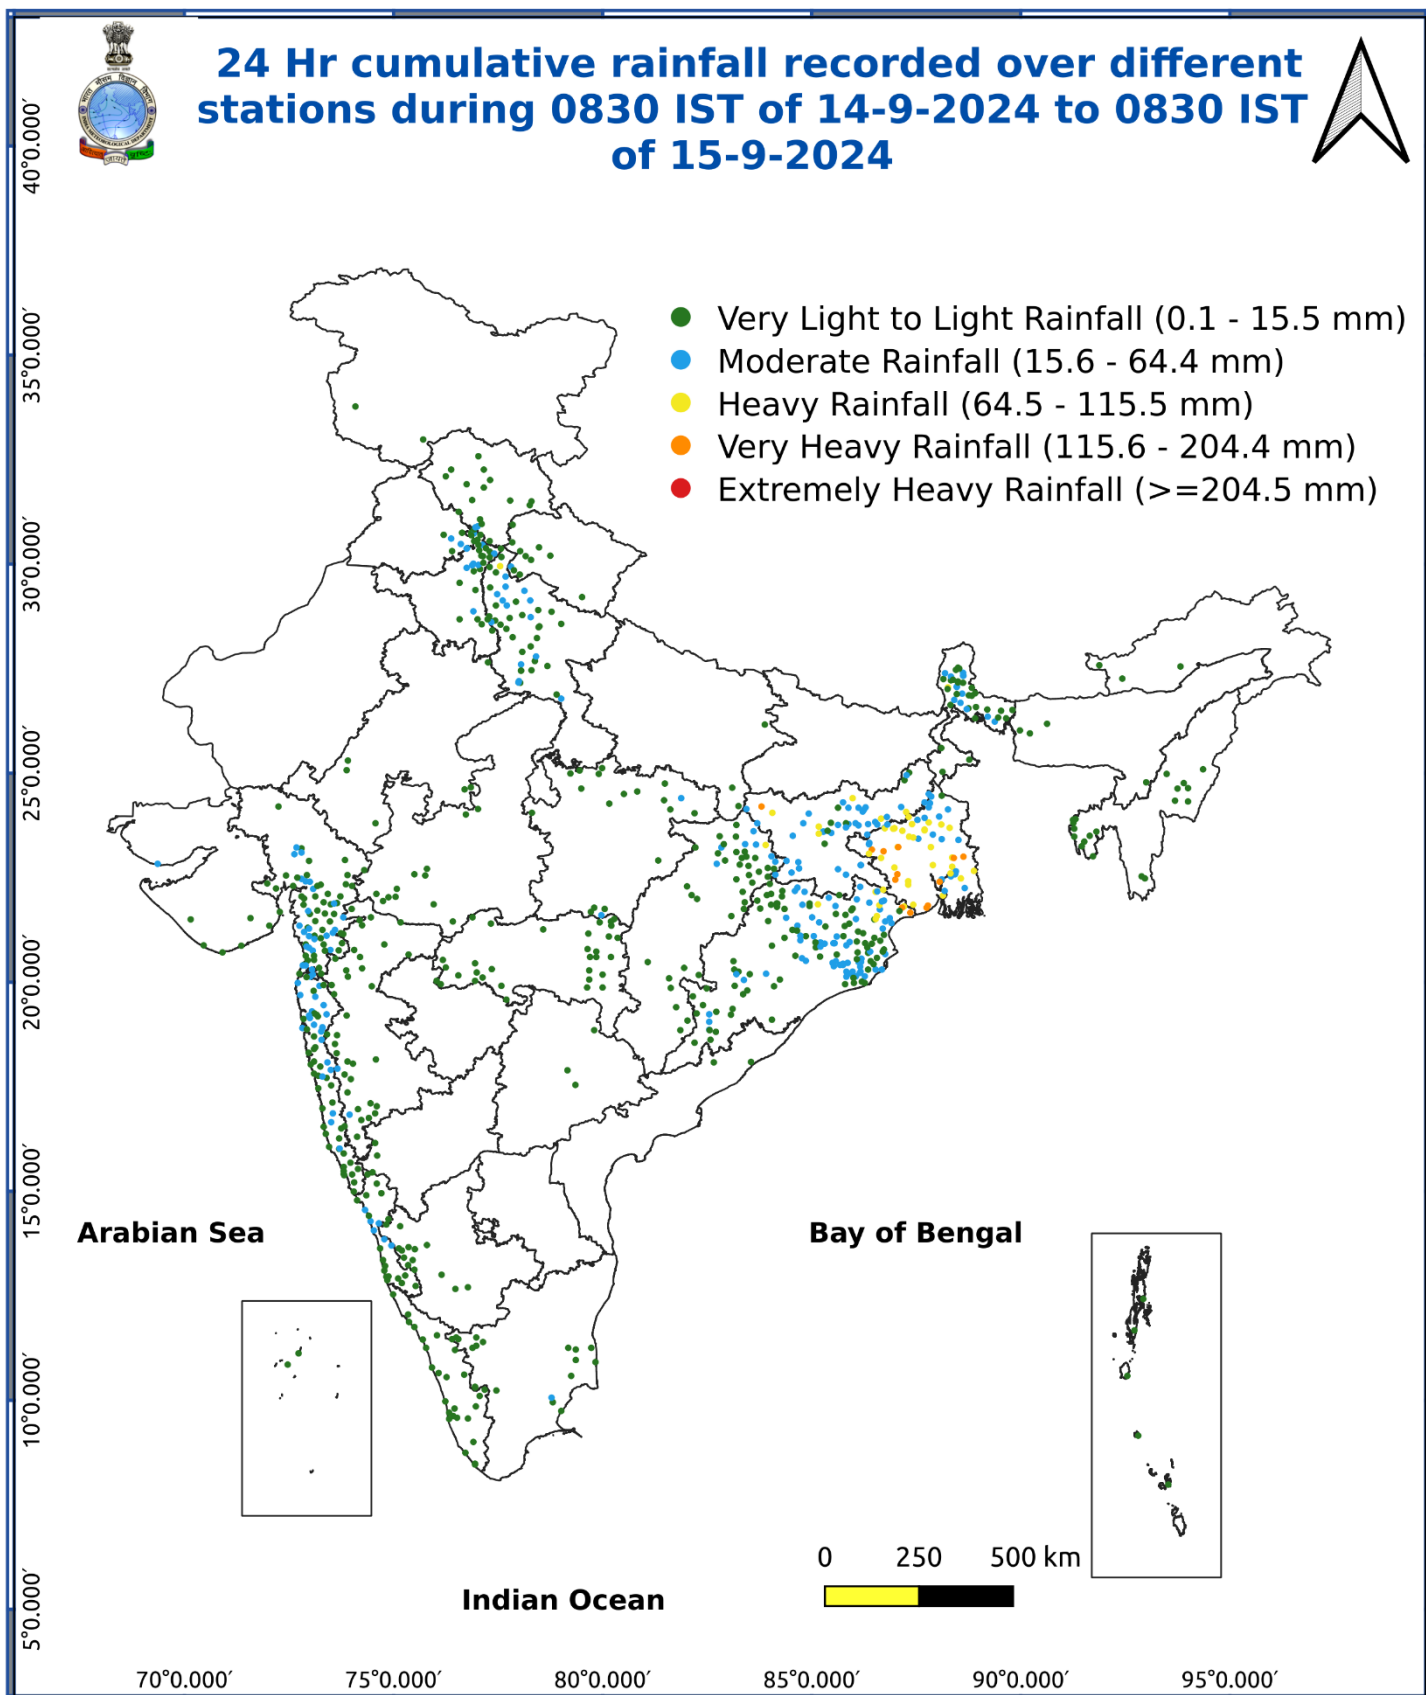 24 Hr cumulative rainfall recorded over different
stations during 0830 IST of 14-9-2024 to 0830 IST
of 15-9-2024
Very Light to Light Rainfall (0.1 - 15.5 mm)
Moderate Rainfall (15.6 - 64.4 mm)
Heavy Rainfall (64.5 - 115.5 mm)
Very Heavy Rainfall (115.6 - 204.4 mm)
Extremely Heavy Rainfall (>=204.5 mm)
40°0.000′
35°0.000′
30°0.000′
25°0.000′
20°0.000′
15°0.000′
10°0.000′
5°0.000′
Arabian Sea
Bay of Bengal
Indian Ocean
0 250 500 km
70°0.000′ 75°0.000′ 80°0.000′ 85°0.000′ 90°0.000′ 95°0.000′